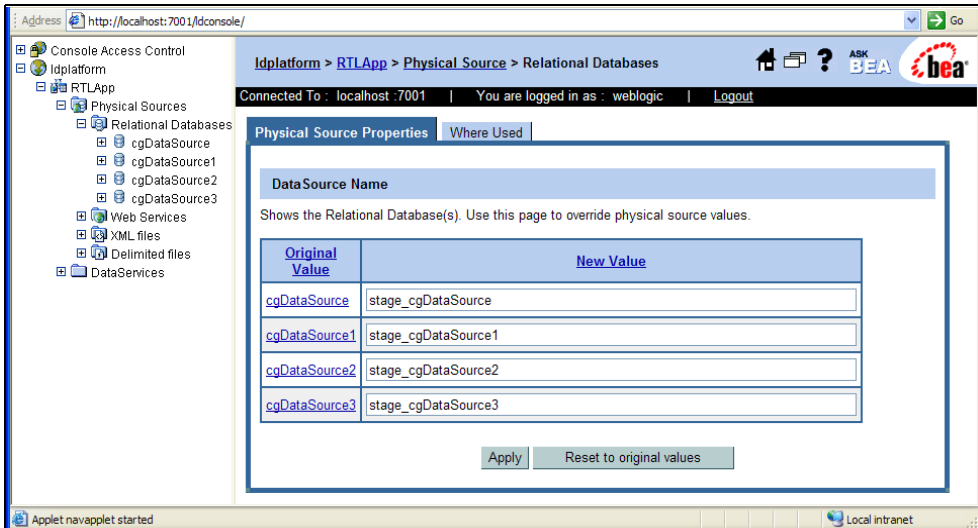 Address http://localhost:7001/ldconsole/ Go
Console Access Control
ldplatform
RTLApp
Physical Sources
Relational Databases
cgDataSource
cgDataSource1
cgDataSource2
cgDataSource3
Web Services
XML files
Delimited files
DataServices
ldplatform > RTLApp > Physical Source > Relational Databases
? ASK BEA
bea
Connected To : localhost :7001 | You are logged in as : weblogic | Logout
Physical Source Properties Where Used
DataSource Name
Shows the Relational Database(s). Use this page to override physical source values.
Original Value New Value
cgDataSource stage_cgDataSource
cgDataSource1 stage_cgDataSource1
cgDataSource2 stage_cgDataSource2
cgDataSource3 stage_cgDataSource3
Apply Reset to original values
Applet navapplet started Local intranet